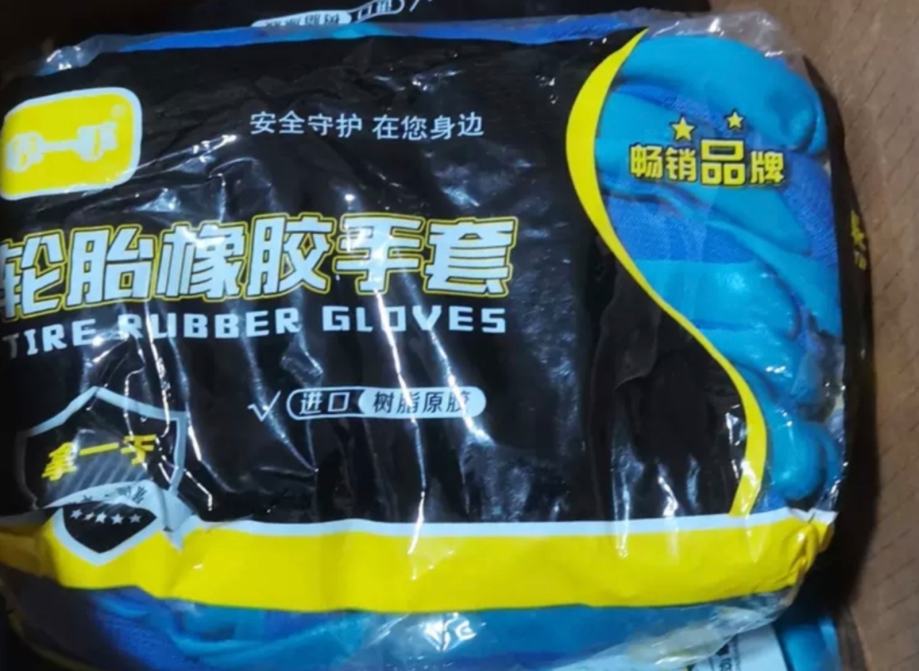 安全守护 在您身边
畅销品牌
轮胎橡胶手套
TIRE RUBBER GLOVES
进口 树脂原胶
拿一干